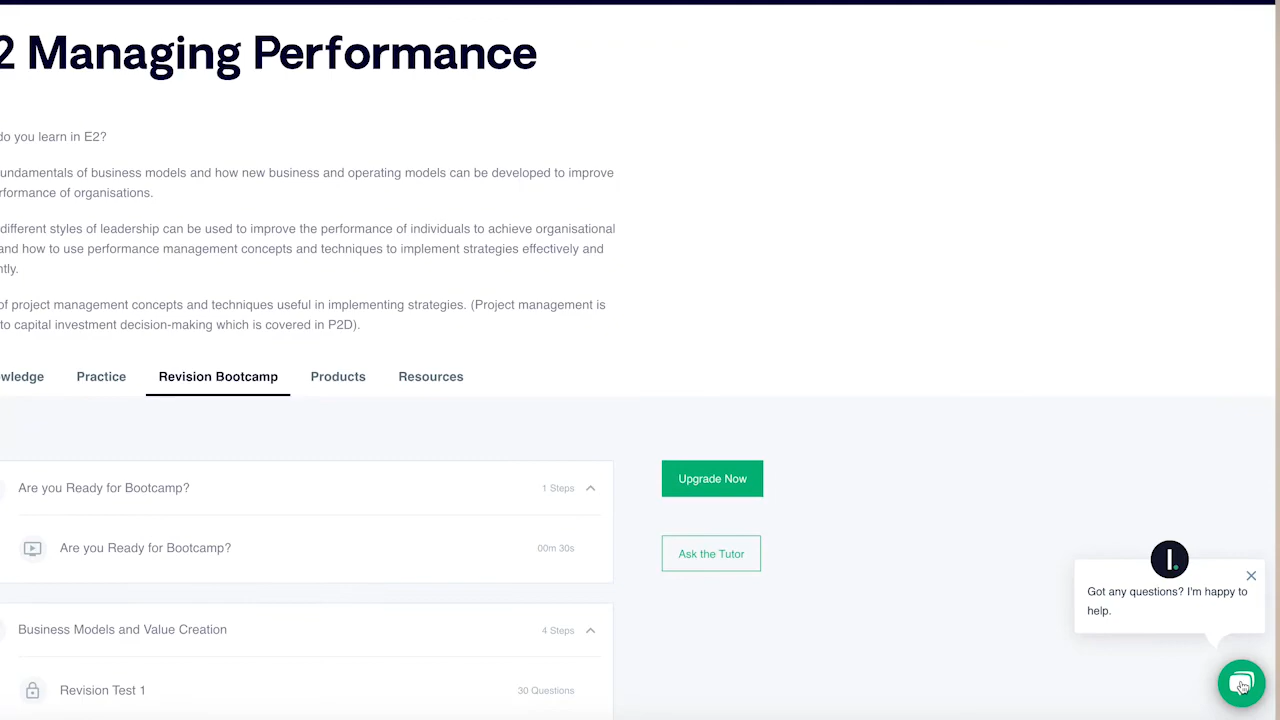 2 Managing Performance
do you learn in E2?
undamentals of business models and how new business and operating models can be developed to improve
rformance of organisations.
different styles of leadership can be used to improve the performance of individuals to achieve organisational
and how to use performance management concepts and techniques to implement strategies effectively and
ntly.
of project management concepts and techniques useful in implementing strategies. (Project management is
to capital investment decision-making which is covered in P2D).
wledge Practice Revision Bootcamp Products Resources
Are you Ready for Bootcamp? 1 Steps
Upgrade Now
Are you Ready for Bootcamp? 00m 30s
Ask the Tutor
Got any questions? I'm happy to
help.
Business Models and Value Creation 4 Steps
Revision Test 1 30 Questions